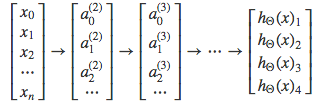 x₀ a₀⁽²⁾ a₀⁽³⁾ hΘ(x)₁
x₁ a₁⁽²⁾ a₁⁽³⁾ hΘ(x)₂
x₂ → a₂⁽²⁾ → a₂⁽³⁾ → ⋯ → hΘ(x)₃
⋯ ⋯ ⋯ hΘ(x)₄
xₙ